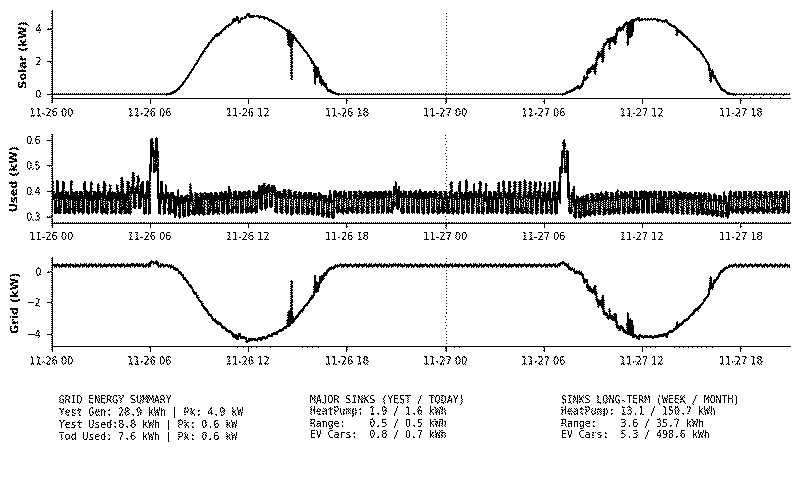 Solar (kW)
4
2
0
11-26 00 11-26 06 11-26 12 11-26 18 11-27 00 11-27 06 11-27 12 11-27 18
Used (kW)
0.6
0.5
0.4
0.3
11-26 00 11-26 06 11-26 12 11-26 18 11-27 00 11-27 06 11-27 12 11-27 18
Grid (kW)
0
−2
−4
11-26 00 11-26 06 11-26 12 11-26 18 11-27 00 11-27 06 11-27 12 11-27 18
GRID ENERGY SUMMARY
Yest Gen: 28.9 kWh | Pk: 4.9 kW
Yest Used:8.8 kWh | Pk: 0.6 kW
Tod Used: 7.6 kWh | Pk: 0.6 kW
MAJOR SINKS (YEST / TODAY)
HeatPump: 1.9 / 1.6 kWh
Range: 0.5 / 0.5 kWh
EV Cars: 0.8 / 0.7 kWh
SINKS LONG-TERM (WEEK / MONTH)
HeatPump: 13.1 / 150.7 kWh
Range: 3.6 / 35.7 kWh
EV Cars: 5.3 / 498.6 kWh